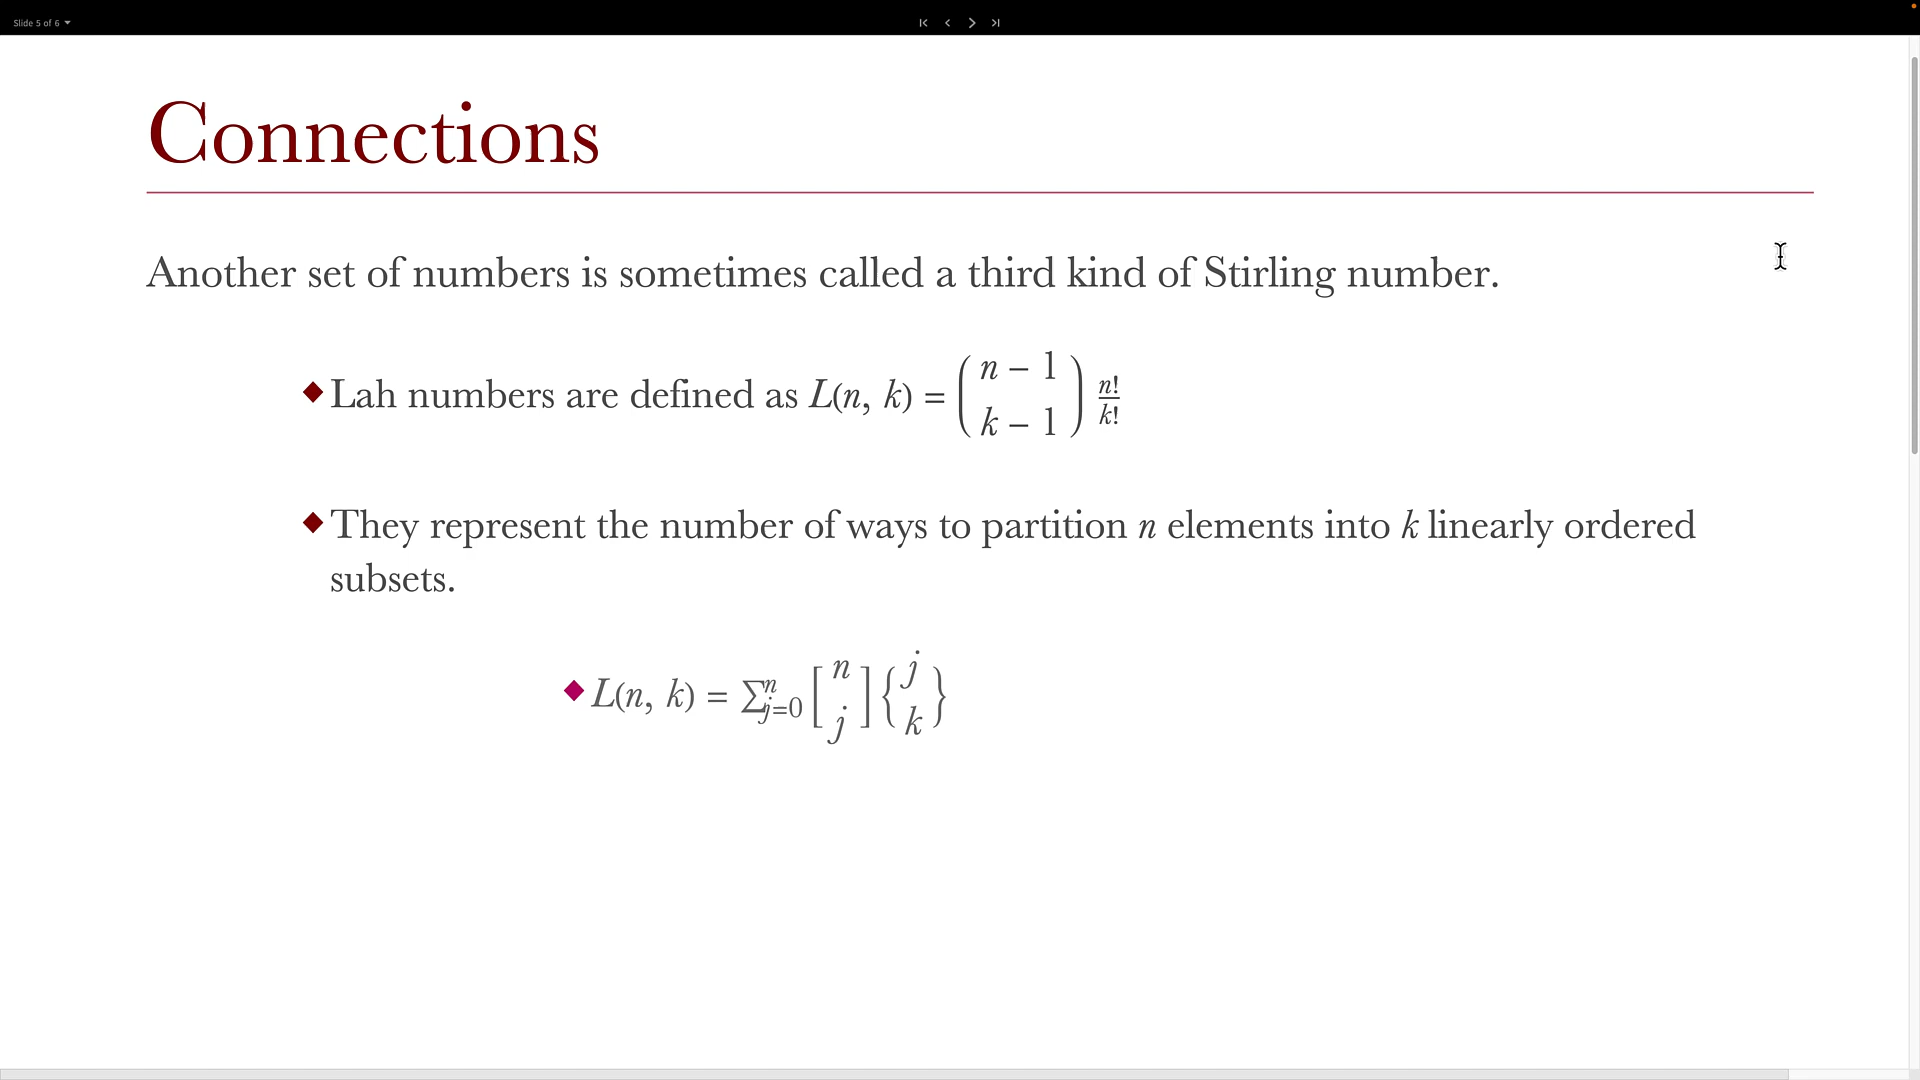 Slide 5 of 6
Connections
Another set of numbers is sometimes called a third kind of Stirling number.
◆ Lah numbers are defined as L(n, k) = (n − 1 k − 1) n!/k!
◆ They represent the number of ways to partition n elements into k linearly ordered
subsets.
◆ L(n, k) = ∑ⁿⱼ₌₀ [n j] {j k}